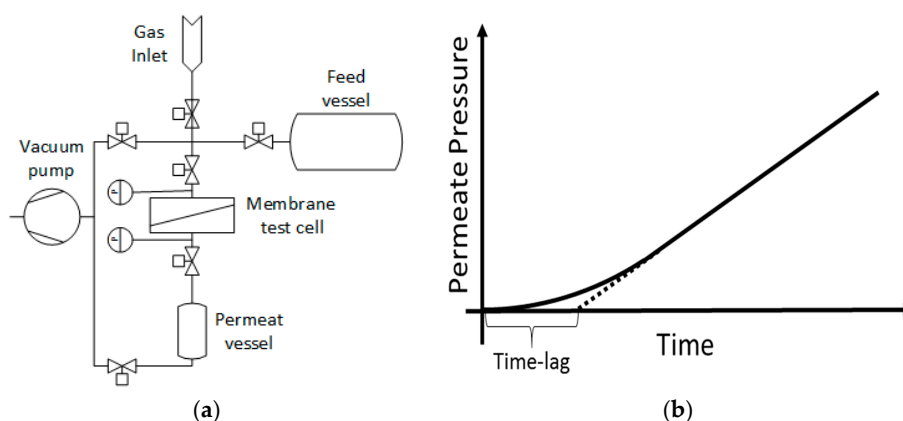 Gas
Inlet
Feed
vessel
Vacuum
pump
P
Membrane
test cell
P
Permeat
vessel
(a)
Permeate Pressure
Time-lag
Time
(b)